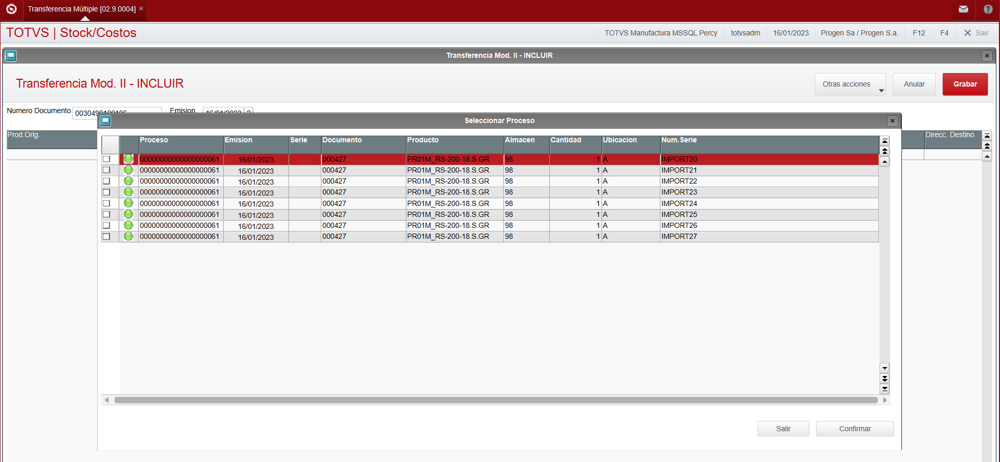 Transferencia Múltiple [02.9.0004] ×
TOTVS | Stock/Costos
TOTVS Manufactura MSSQL Percy totvsadm 16/01/2023 Progen Sa / Progen S.a. F12 F4 Sair
Transferencia Mod. II - INCLUIR
Transferencia Mod. II - INCLUIR
Otras acciones Anular Grabar
Numero Documento 0030490100106 Emision 16/01/2023
Prod.Orig. Direcc. Destino
Seleccionar Proceso
Proceso Emision Serie Documento Producto Almacen Cantidad Ubicacion Num.Serie
00000000000000000061 16/01/2023 000427 PR01M_RS-200-18.S.GR 98 1 A IMPORT20
00000000000000000061 16/01/2023 000427 PR01M_RS-200-18.S.GR 98 1 A IMPORT21
00000000000000000061 16/01/2023 000427 PR01M_RS-200-18.S.GR 98 1 A IMPORT22
00000000000000000061 16/01/2023 000427 PR01M_RS-200-18.S.GR 98 1 A IMPORT23
00000000000000000061 16/01/2023 000427 PR01M_RS-200-18.S.GR 98 1 A IMPORT24
00000000000000000061 16/01/2023 000427 PR01M_RS-200-18.S.GR 98 1 A IMPORT25
00000000000000000061 16/01/2023 000427 PR01M_RS-200-18.S.GR 98 1 A IMPORT26
00000000000000000061 16/01/2023 000427 PR01M_RS-200-18.S.GR 98 1 A IMPORT27
Salir Confirmar